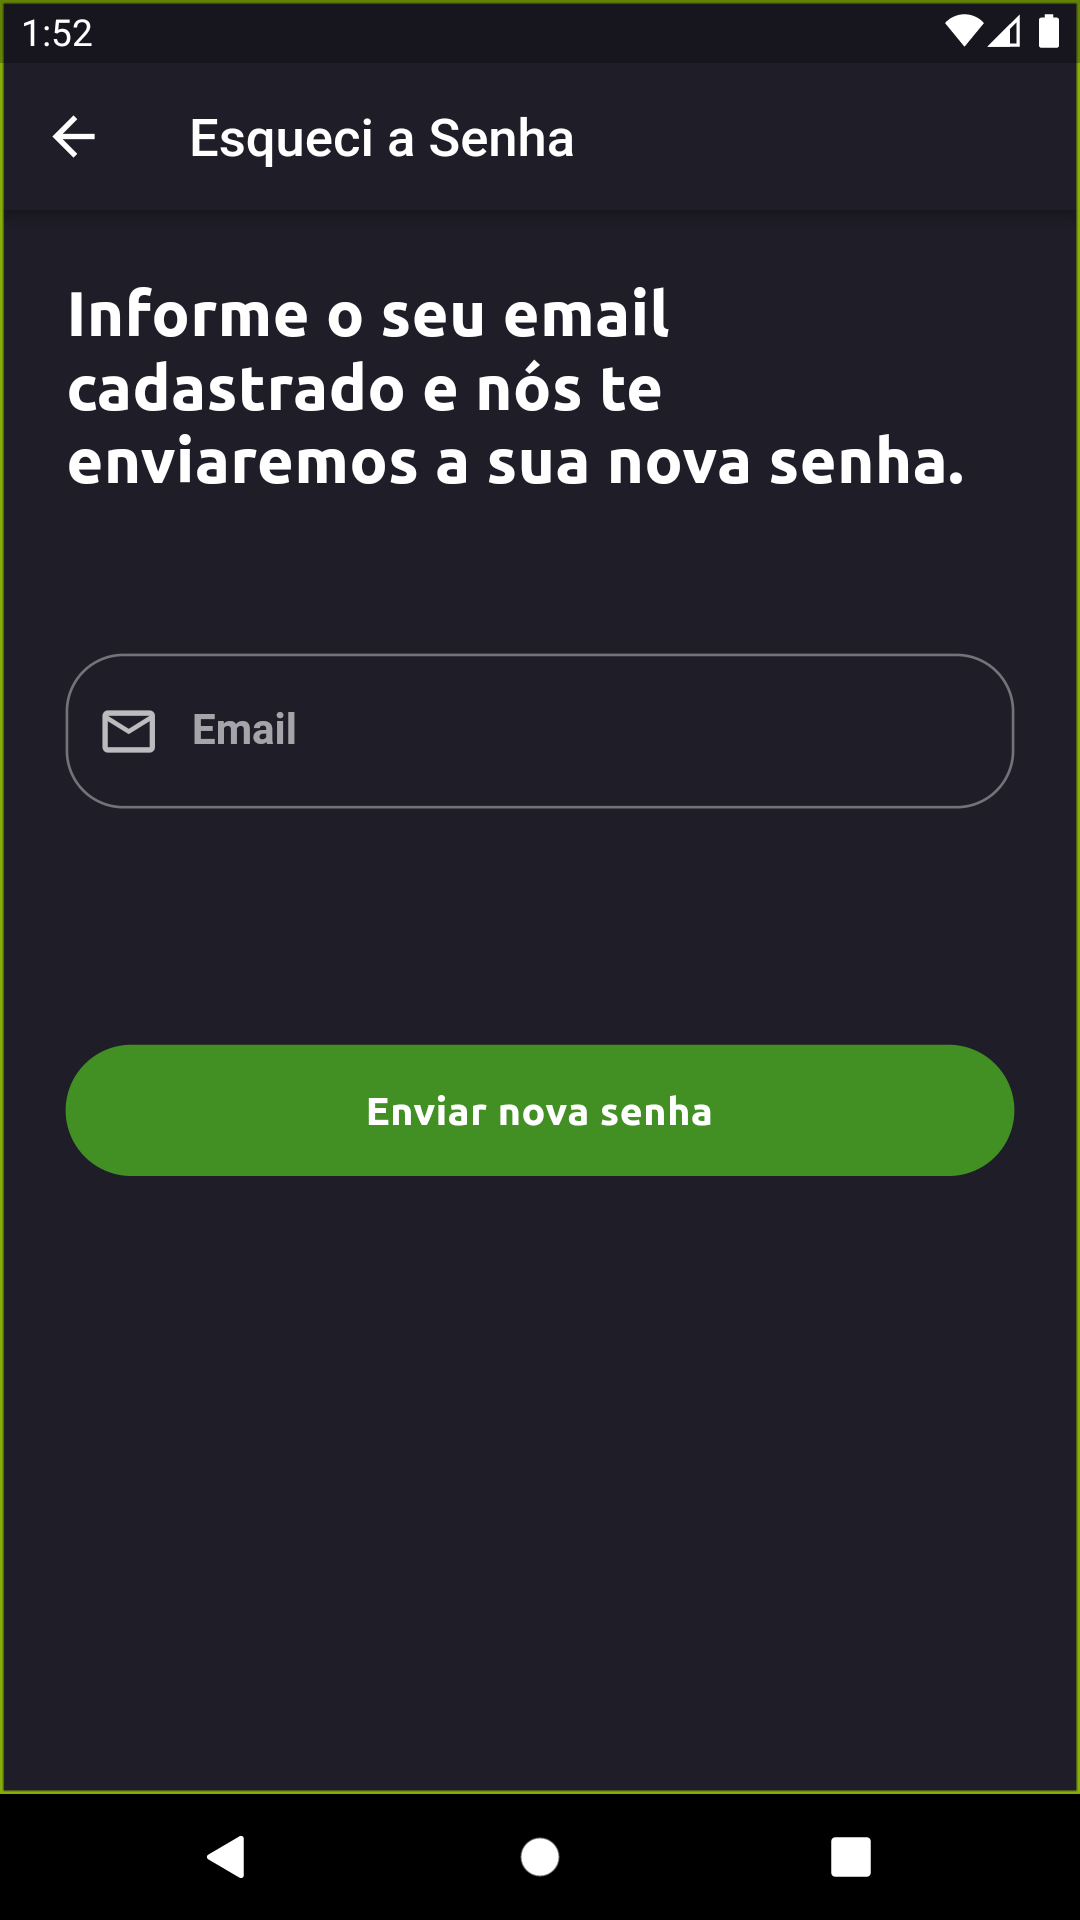 1:52
Esqueci a Senha
Informe o seu email
cadastrado e nós te
enviaremos a sua nova senha.
Email
Enviar nova senha